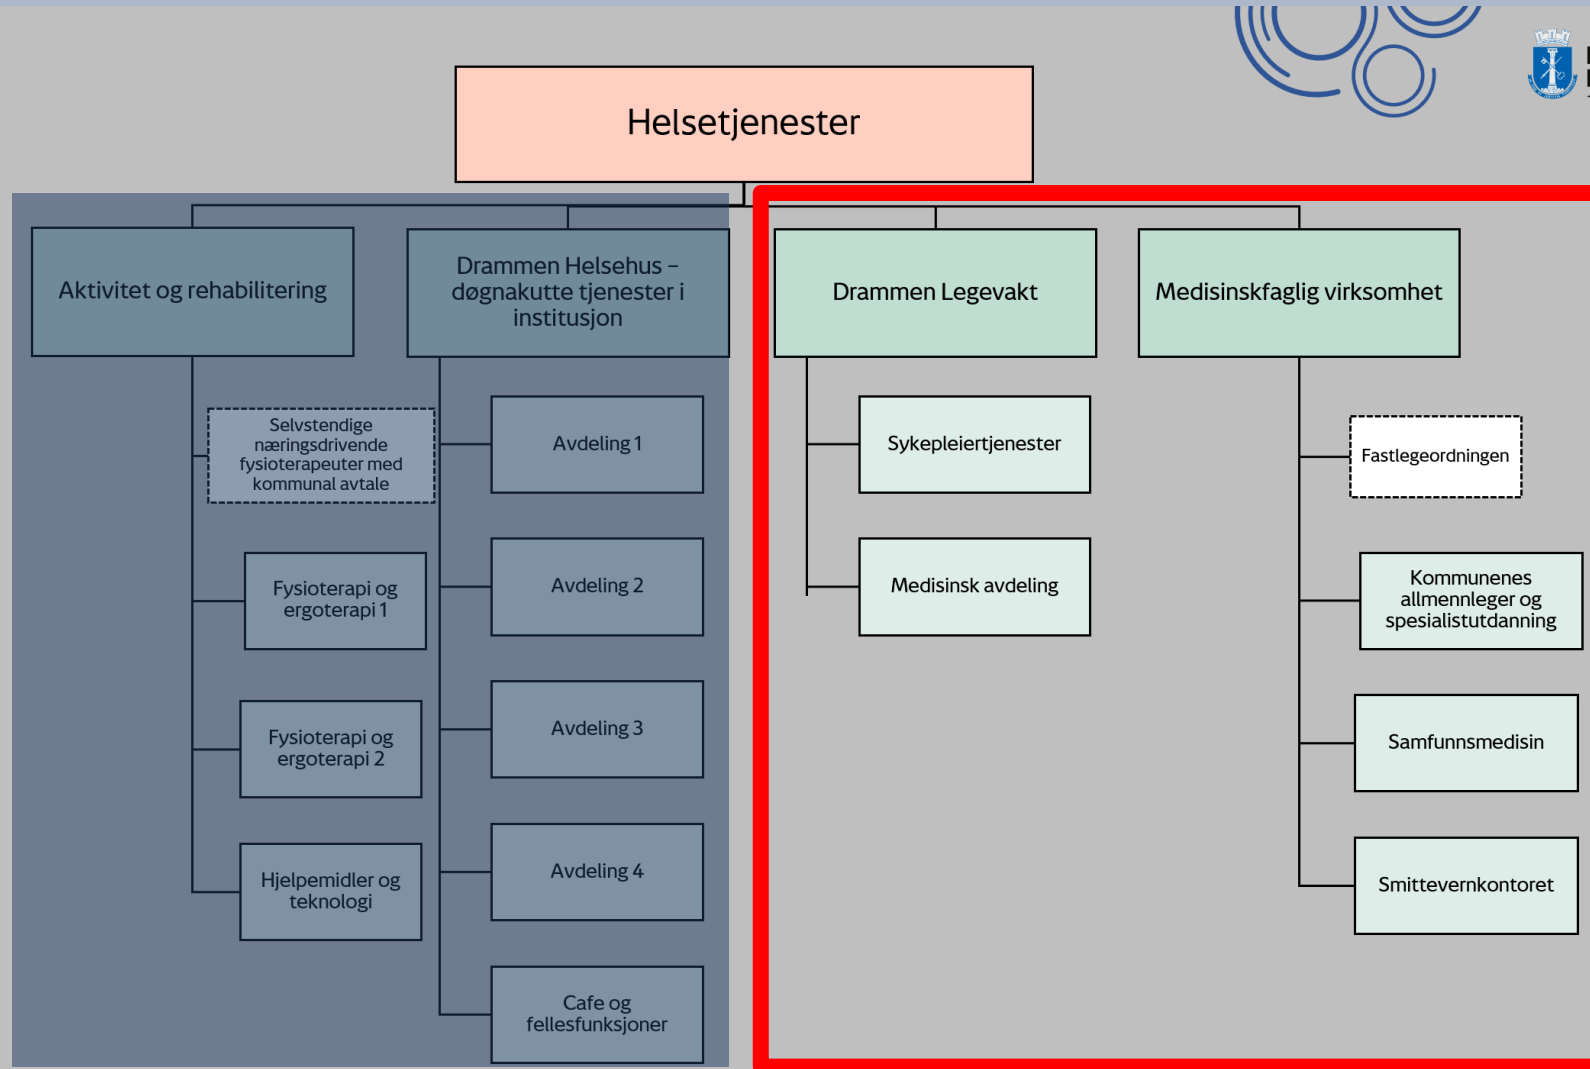 Helsetjenester
Aktivitet og rehabilitering
Drammen Helsehus –
døgnakutte tjenester i
institusjon
Drammen Legevakt
Medisinskfaglig virksomhet
Selvstendige
næringsdrivende
fysioterapeuter med
kommunal avtale
Fysioterapi og
ergoterapi 1
Fysioterapi og
ergoterapi 2
Hjelpemidler og
teknologi
Avdeling 1
Avdeling 2
Avdeling 3
Avdeling 4
Cafe og
fellesfunksjoner
Sykepleiertjenester
Medisinsk avdeling
Fastlegeordningen
Kommunenes
allmennleger og
spesialistutdanning
Samfunnsmedisin
Smittevernkontoret